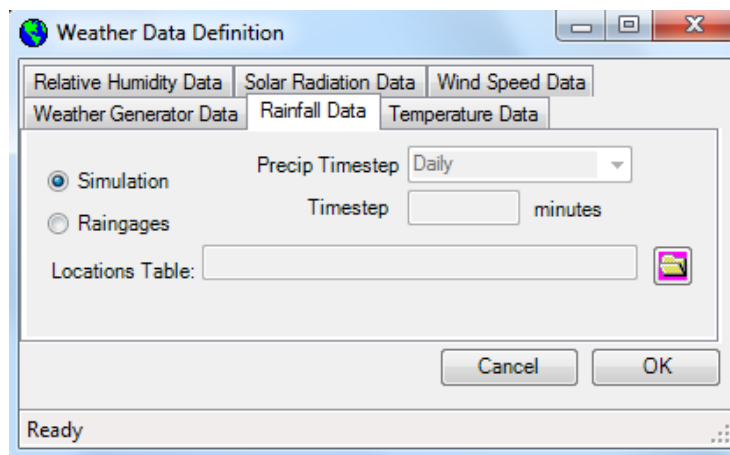 Weather Data Definition
Relative Humidity Data Solar Radiation Data Wind Speed Data
Weather Generator Data Rainfall Data Temperature Data
Simulation Precip Timestep Daily
Raingages Timestep minutes
Locations Table:
Cancel OK
Ready